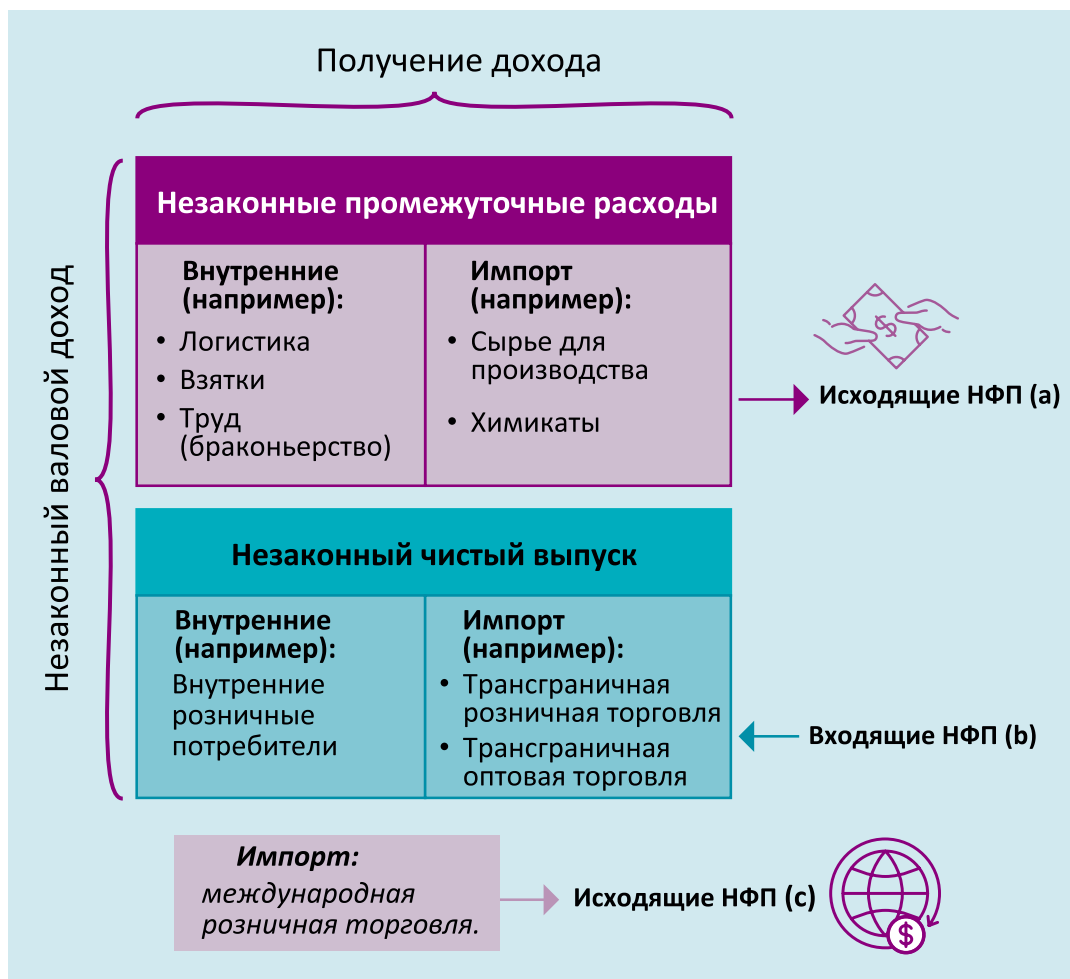 Получение дохода
Незаконный валовой доход
Незаконные промежуточные расходы
Внутренние
(например):
• Логистика
• Взятки
• Труд
(браконьерство)
Импорт
(например):
• Сырье для
производства
• Химикаты
$
Исходящие НФП (a)
Незаконный чистый выпуск
Внутренние
(например):
Внутренние
розничные
потребители
Импорт
(например):
• Трансграничная
розничная торговля
• Трансграничная
оптовая торговля
Входящие НФП (b)
Импорт:
международная
розничная торговля.
Исходящие НФП (c)
$